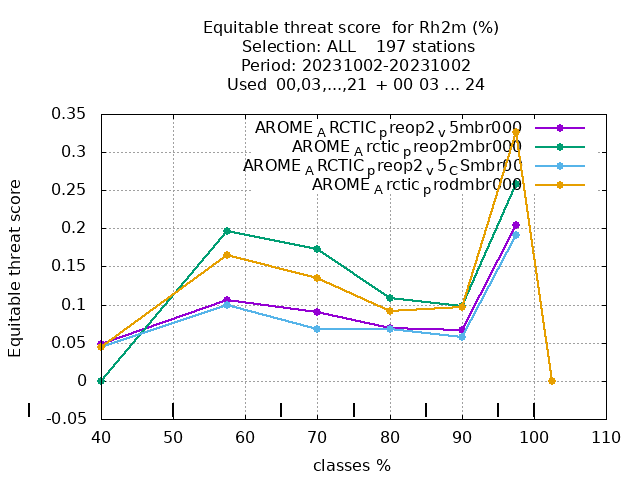 Equitable threat score for Rh2m (%)
Selection: ALL 197 stations
Period: 20231002-20231002
Used 00,03,...,21 + 00 03 ... 24
AROME_ARCTIC_preop2_v5mbr000
AROME_Arctic_preop2mbr000
AROME_ARCTIC_preop2_v5_CSmbr00
AROME_Arctic_prodmbr000
0.35
0.3
0.25
0.2
0.15
0.1
0.05
0
-0.05
Equitable threat score
40 50 60 70 80 90 100 110
classes %